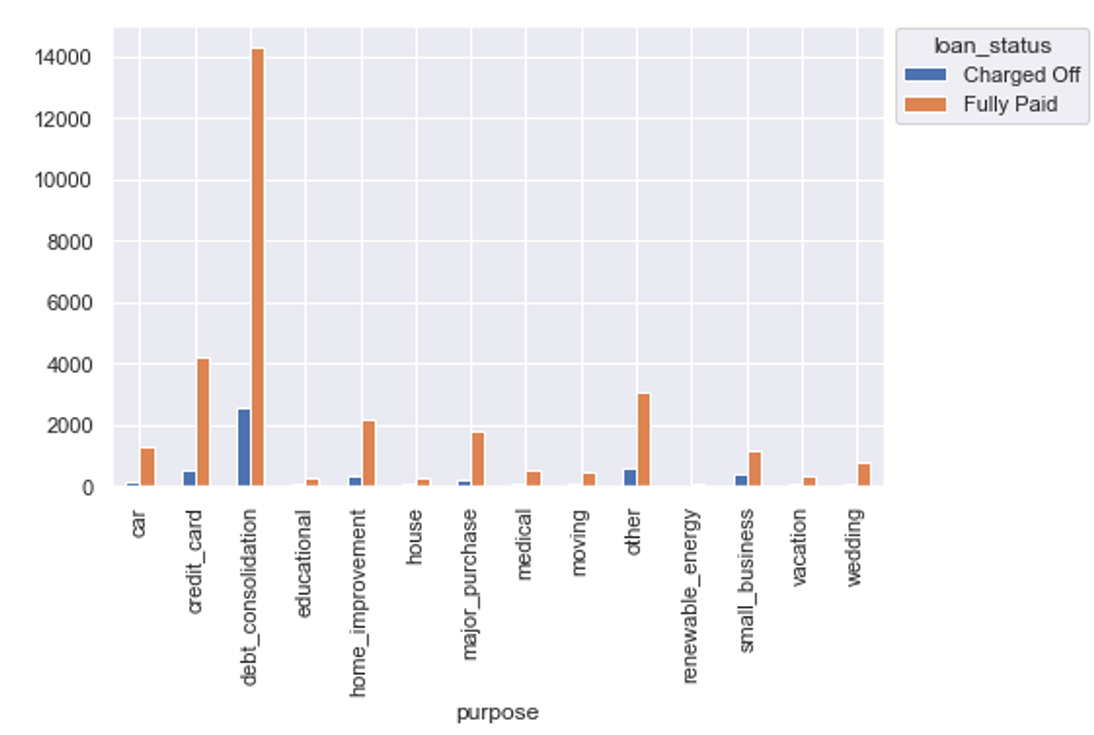 14000
12000
10000
8000
6000
4000
2000
0
car
credit_card
debt_consolidation
educational
home_improvement
house
major_purchase
medical
moving
other
renewable_energy
small_business
vacation
wedding
purpose
loan_status
Charged Off
Fully Paid